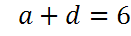 a + d = 6